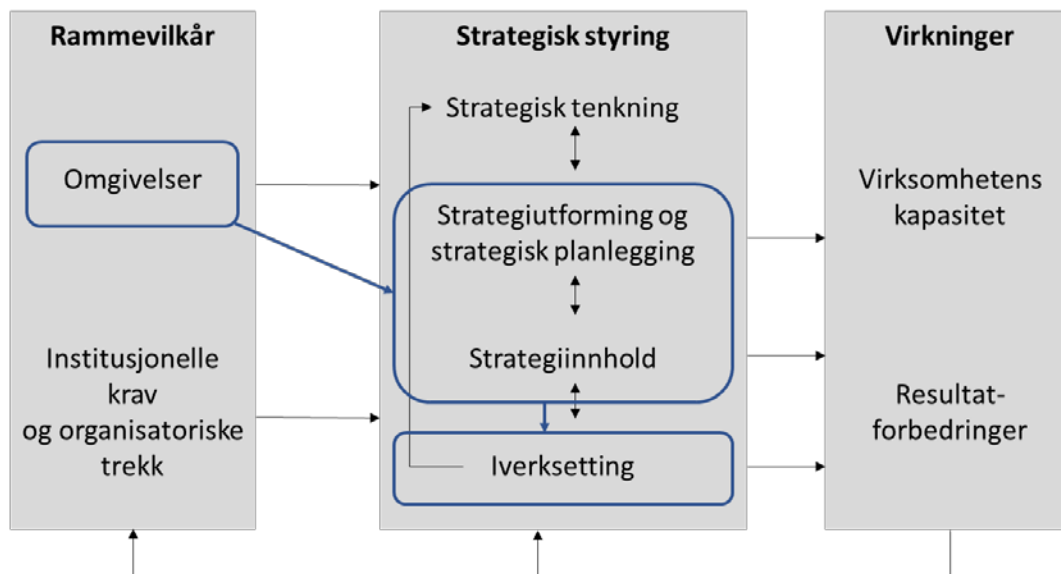 Rammevilkår
Omgivelser
Institusjonelle
krav
og organisatoriske
trekk
Strategisk styring
Strategisk tenkning
Strategiutforming og
strategisk planlegging
Strategiinnhold
Iverksetting
Virkninger
Virksomhetens
kapasitet
Resultat-
forbedringer